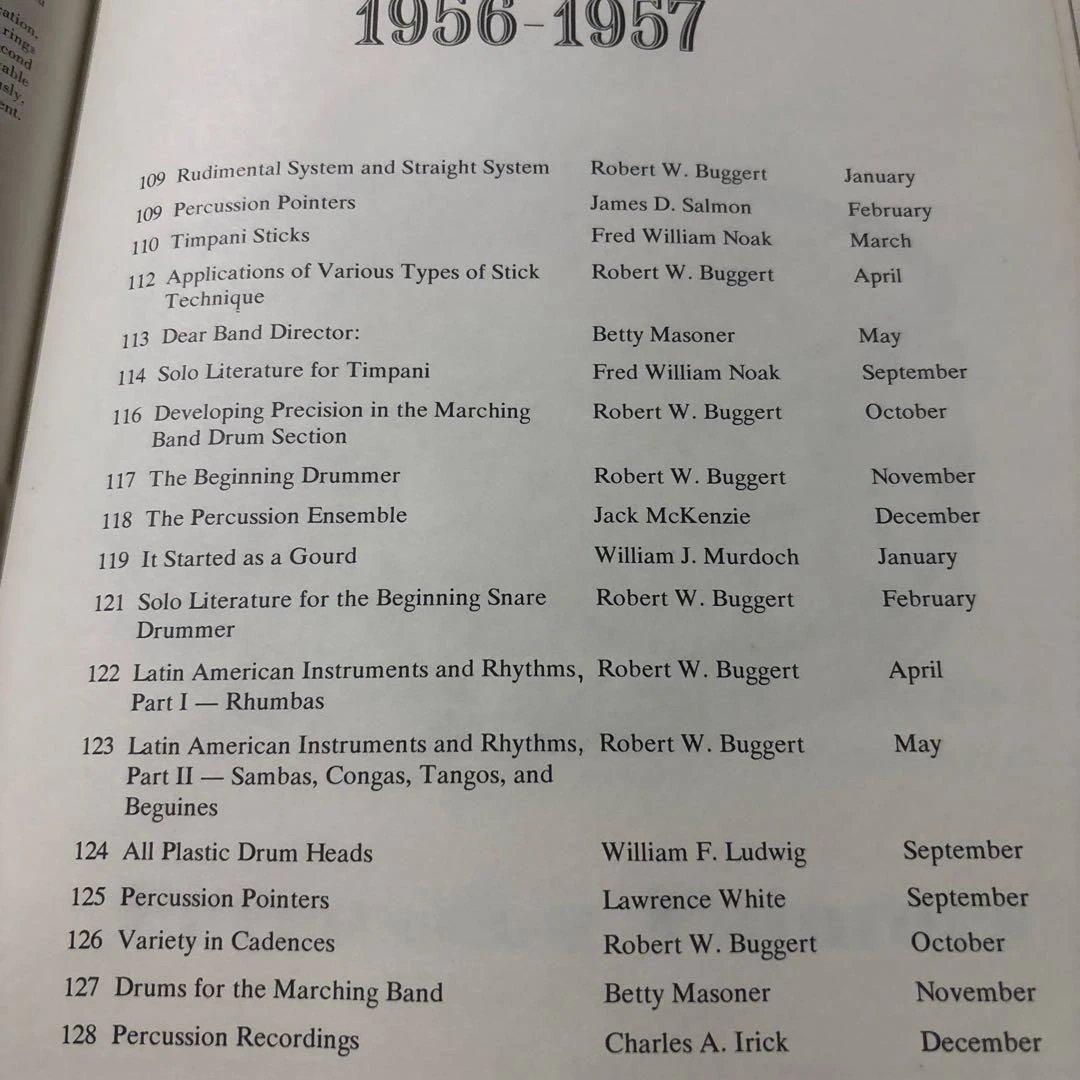 ation.
rings
cond
able
sly,
ent.
1956-1957
109 Rudimental System and Straight System Robert W. Buggert January
109 Percussion Pointers James D. Salmon February
110 Timpani Sticks Fred William Noak March
112 Applications of Various Types of Stick Robert W. Buggert April
Technique
113 Dear Band Director: Betty Masoner May
114 Solo Literature for Timpani Fred William Noak September
116 Developing Precision in the Marching Robert W. Buggert October
Band Drum Section
117 The Beginning Drummer Robert W. Buggert November
118 The Percussion Ensemble Jack McKenzie December
119 It Started as a Gourd William J. Murdoch January
121 Solo Literature for the Beginning Snare Robert W. Buggert February
Drummer
122 Latin American Instruments and Rhythms, Robert W. Buggert April
Part I — Rhumbas
123 Latin American Instruments and Rhythms, Robert W. Buggert May
Part II — Sambas, Congas, Tangos, and
Beguines
124 All Plastic Drum Heads William F. Ludwig September
125 Percussion Pointers Lawrence White September
126 Variety in Cadences Robert W. Buggert October
127 Drums for the Marching Band Betty Masoner November
128 Percussion Recordings Charles A. Irick December